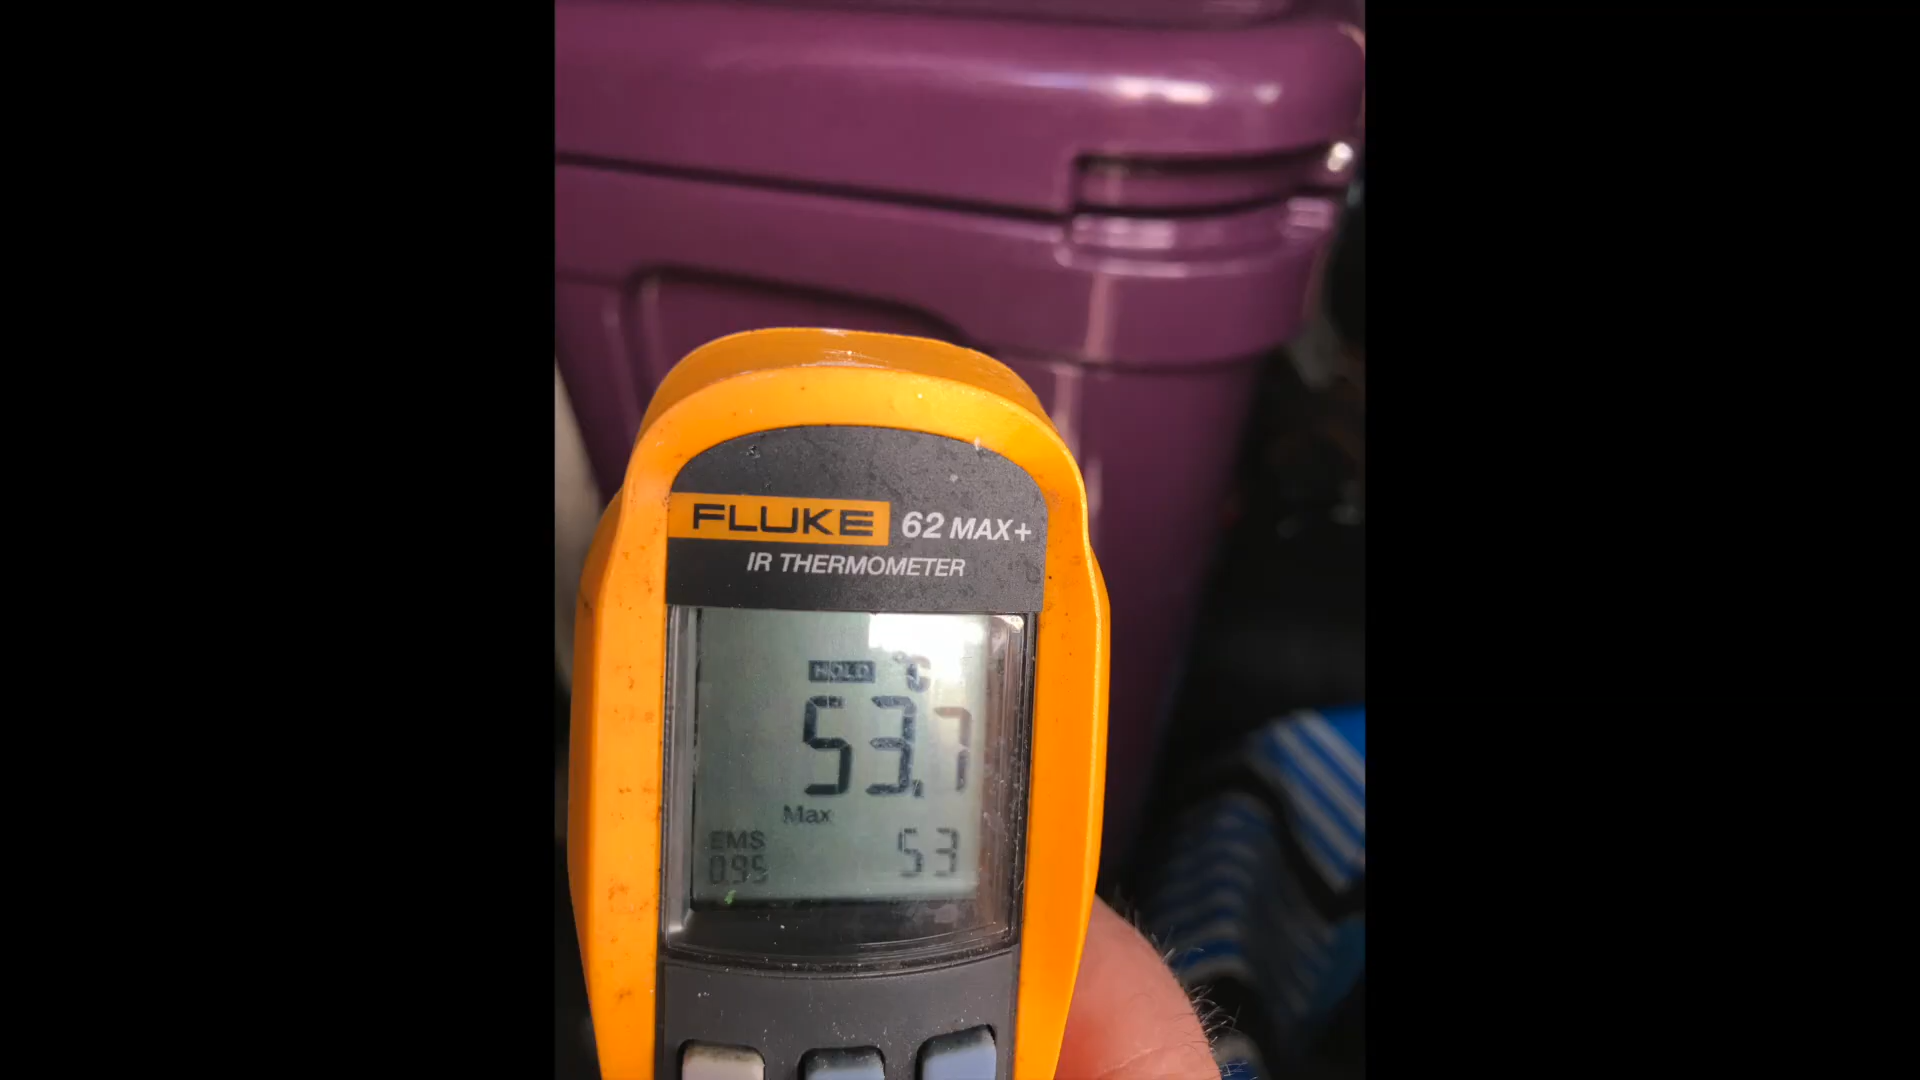 FLUKE 62 MAX+
IR THERMOMETER
HOLD °C
53.7
Max
EMS
0.95 53